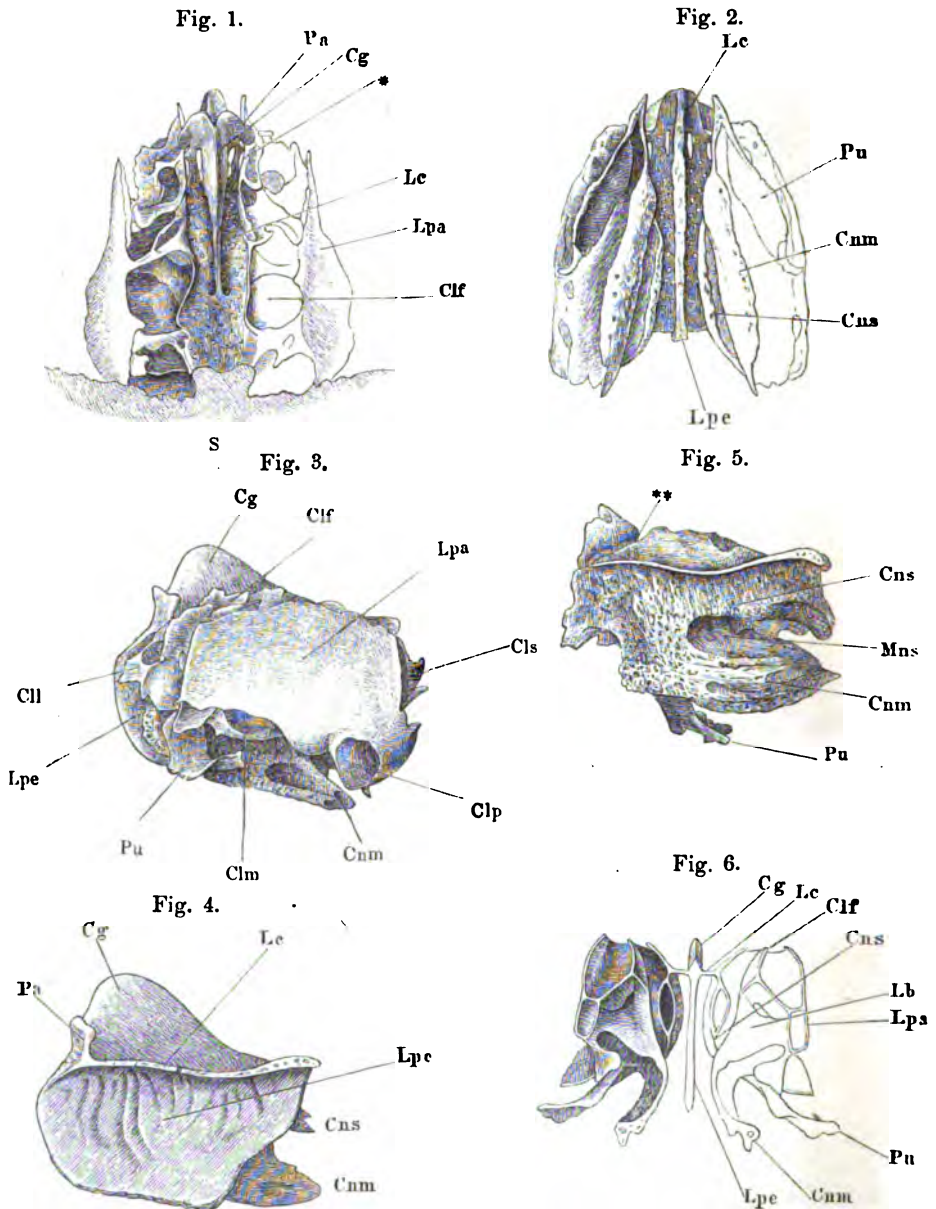 Fig. 1.
Pa
Cg
*
Lc
Lpa
Clf
S
Fig. 2.
Lc
Pu
Cnm
Cns
Lpe
Fig. 3.
Cg
Clf
Lpa
Cls
Cll
Lpe
Pu
Clm
Cnm
Clp
Fig. 5.
**
Cns
Mns
Cnm
Pu
Fig. 4.
Cg
Lc
Pa
Lpe
Cns
Cnm
Fig. 6.
Cg
Lc
Clf
Cns
Lb
Lpa
Pu
Lpe
Cnm